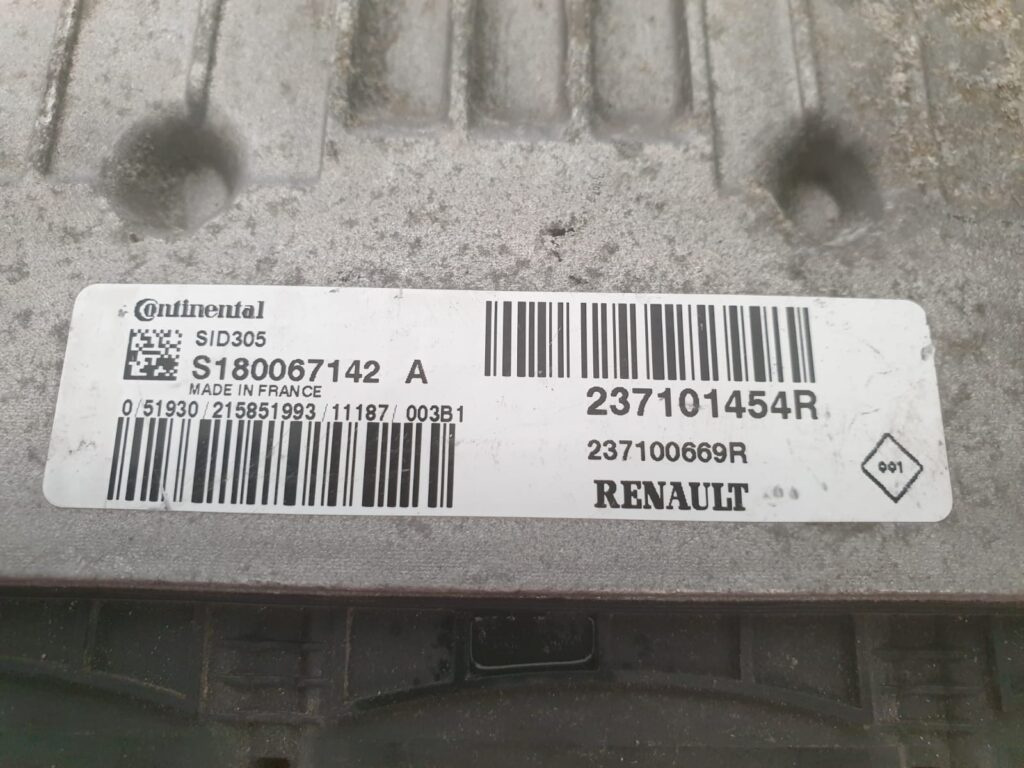 Continental
SID305
S180067142 A
MADE IN FRANCE
0/51930/215851993/11187/003B1
237101454R
237100669R
RENAULT
001